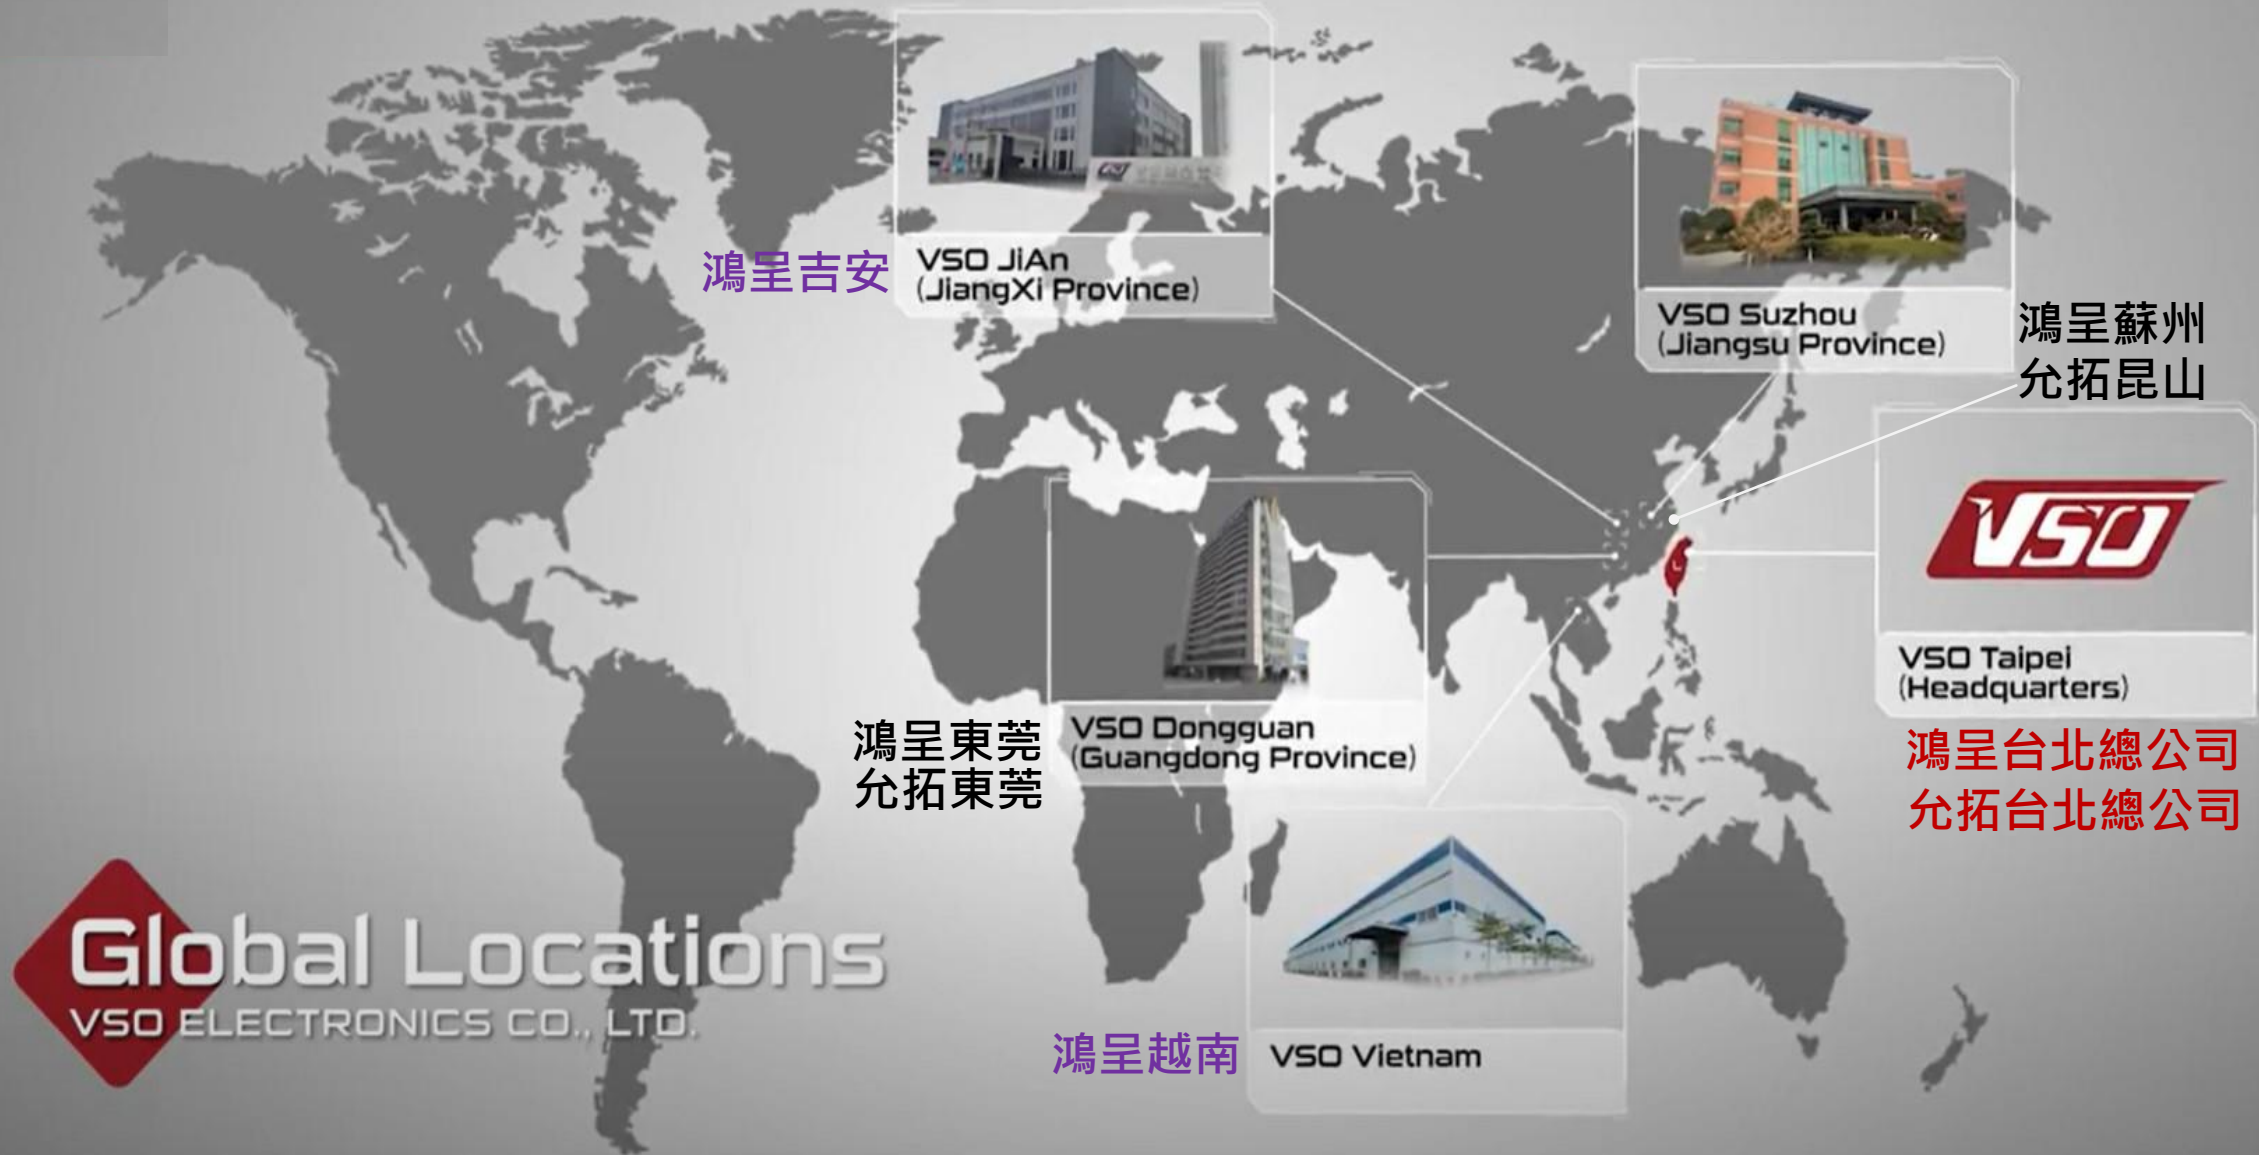 鴻呈吉安
VSO JiAn
(JiangXi Province)
VSO
VSO Suzhou
(Jiangsu Province)
鴻呈蘇州
允拓昆山
VSO
VSO Taipei
(Headquarters)
鴻呈台北總公司
允拓台北總公司
鴻呈東莞
允拓東莞
VSO Dongguan
(Guangdong Province)
Global Locations
VSO ELECTRONICS CO., LTD.
鴻呈越南
VSO Vietnam